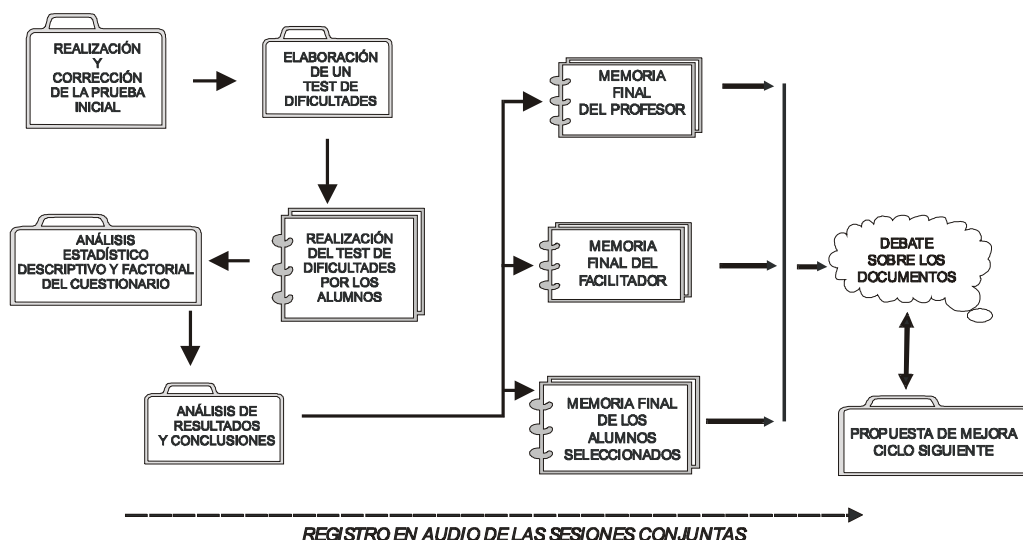 REALIZACIÓN
Y
CORRECCIÓN
DE LA PRUEBA
INICIAL
ELABORACIÓN
DE UN
TEST DE
DIFICULTADES
REALIZACIÓN
DEL TEST DE
DIFICULTADES
POR LOS
ALUMNOS
ANÁLISIS
ESTADÍSTICO
DESCRIPTIVO Y FACTORIAL
DEL CUESTIONARIO
ANÁLISIS DE
RESULTADOS
Y CONCLUSIONES
MEMORIA
FINAL
DEL PROFESOR
MEMORIA
FINAL DEL
FACILITADOR
MEMORIA FINAL
DE LOS
ALUMNOS
SELECCIONADOS
DEBATE
SOBRE LOS
DOCUMENTOS
PROPUESTA DE MEJORA
CICLO SIGUIENTE
REGISTRO EN AUDIO DE LAS SESIONES CONJUNTAS